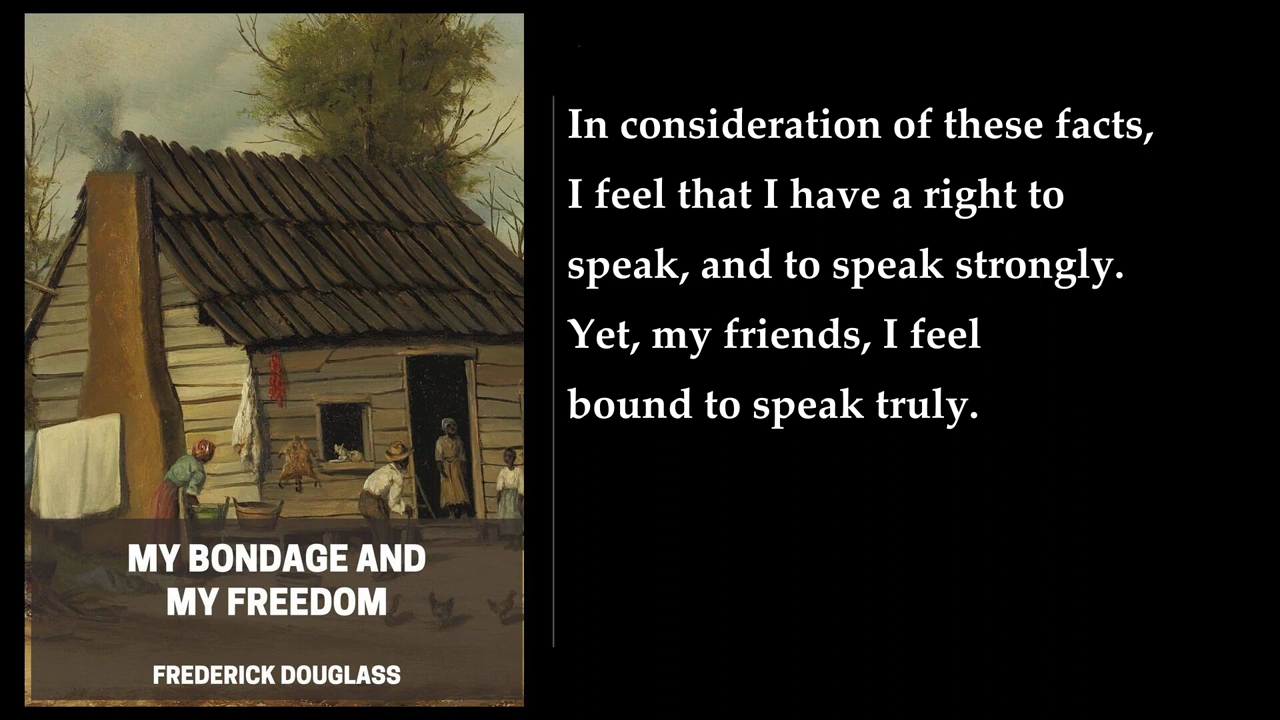 MY BONDAGE AND
MY FREEDOM
FREDERICK DOUGLASS
In consideration of these facts,
I feel that I have a right to
speak, and to speak strongly.
Yet, my friends, I feel
bound to speak truly.